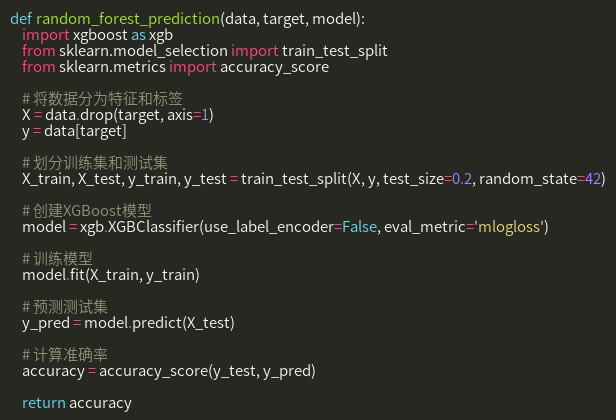 def random_forest_prediction(data, target, model):
    import xgboost as xgb
    from sklearn.model_selection import train_test_split
    from sklearn.metrics import accuracy_score

    # 将数据分为特征和标签
    X = data.drop(target, axis=1)
    y = data[target]

    # 划分训练集和测试集
    X_train, X_test, y_train, y_test = train_test_split(X, y, test_size=0.2, random_state=42)

    # 创建XGBoost模型
    model = xgb.XGBClassifier(use_label_encoder=False, eval_metric='mlogloss')

    # 训练模型
    model.fit(X_train, y_train)

    # 预测测试集
    y_pred = model.predict(X_test)

    # 计算准确率
    accuracy = accuracy_score(y_test, y_pred)

    return accuracy